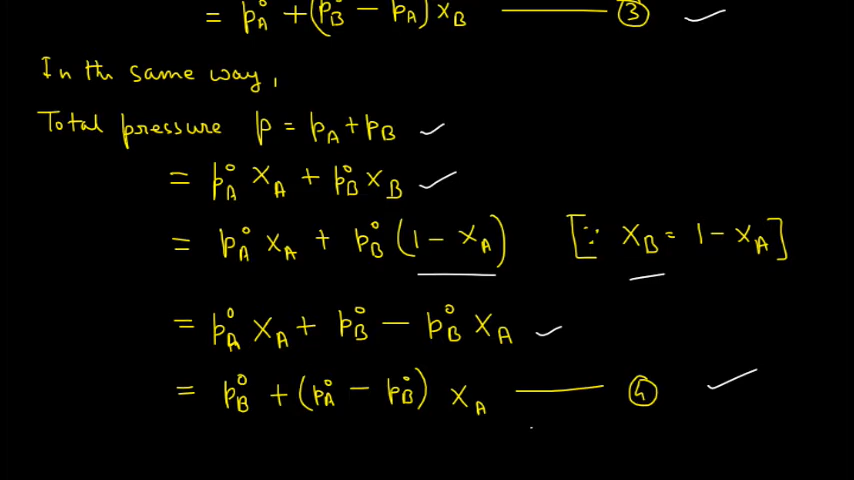 = p°A + (p°B − pA) xB ——— ③ ✓
In the same way,
Total pressure p = pA + pB ✓
= p°A xA + p°B xB ✓
= p°A xA + p°B (1 − xA) [∵ xB = 1 − xA]
= p°A xA + p°B − p°B xA ✓
= p°B + (p°A − p°B) xA ——— ④ ✓